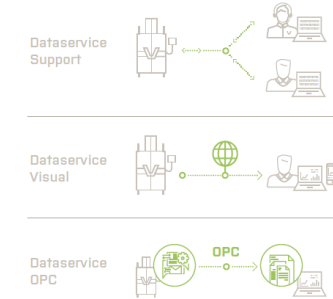 Dataservice
Support
Dataservice
Visual
OPC
Dataservice
OPC